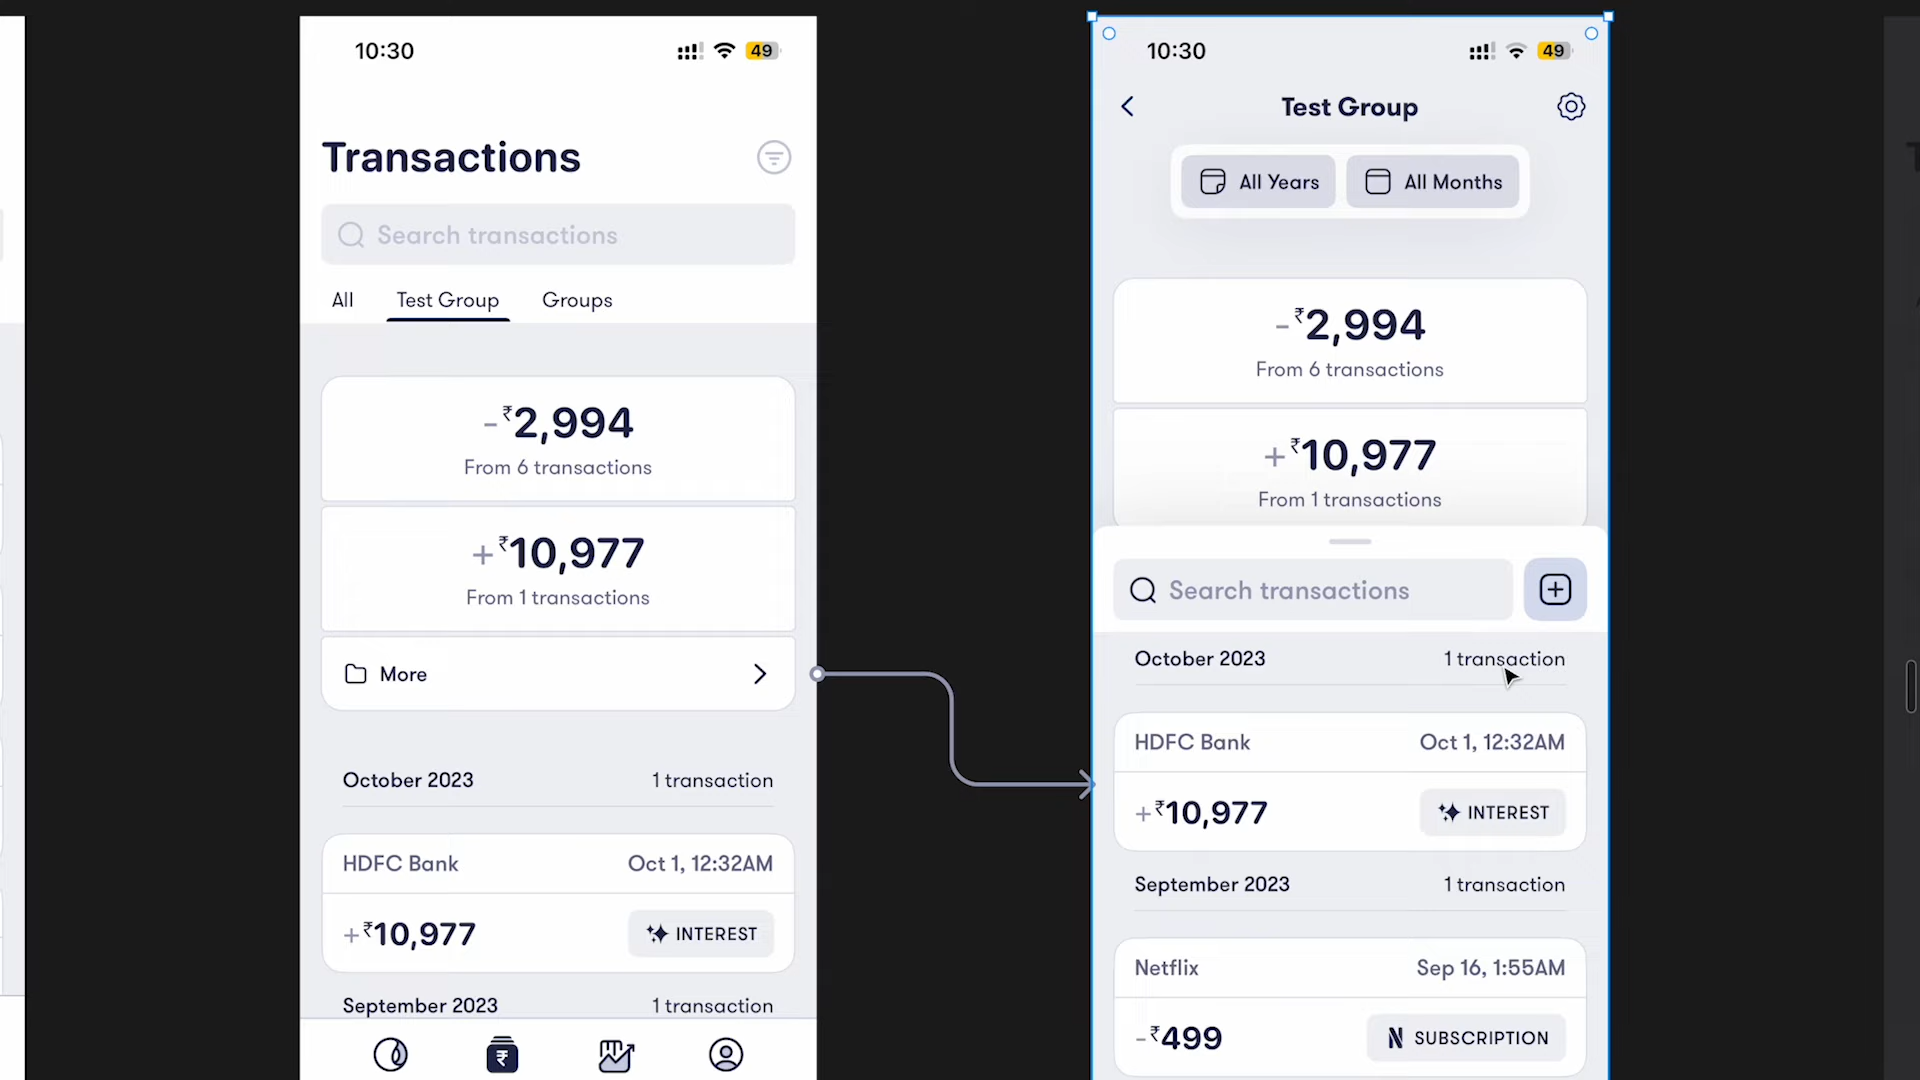 10:30
49
Transactions
Search transactions
All
Test Group
Groups
-₹2,994
From 6 transactions
+₹10,977
From 1 transactions
More
October 2023
1 transaction
HDFC Bank
Oct 1, 12:32AM
+₹10,977
INTEREST
September 2023
1 transaction
₹
10:30
49
Test Group
All Years
All Months
-₹2,994
From 6 transactions
+₹10,977
From 1 transactions
Search transactions
October 2023
1 transaction
HDFC Bank
Oct 1, 12:32AM
+₹10,977
INTEREST
September 2023
1 transaction
Netflix
Sep 16, 1:55AM
-₹499
N SUBSCRIPTION